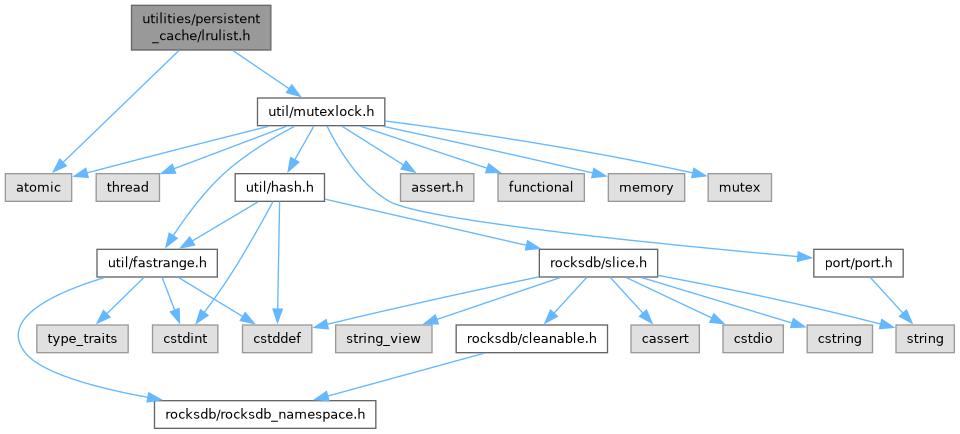 utilities/persistent
_cache/lrulist.h
util/mutexlock.h
atomic
thread
util/hash.h
assert.h
functional
memory
mutex
util/fastrange.h
rocksdb/slice.h
port/port.h
type_traits
cstdint
cstddef
string_view
rocksdb/cleanable.h
cassert
cstdio
cstring
string
rocksdb/rocksdb_namespace.h